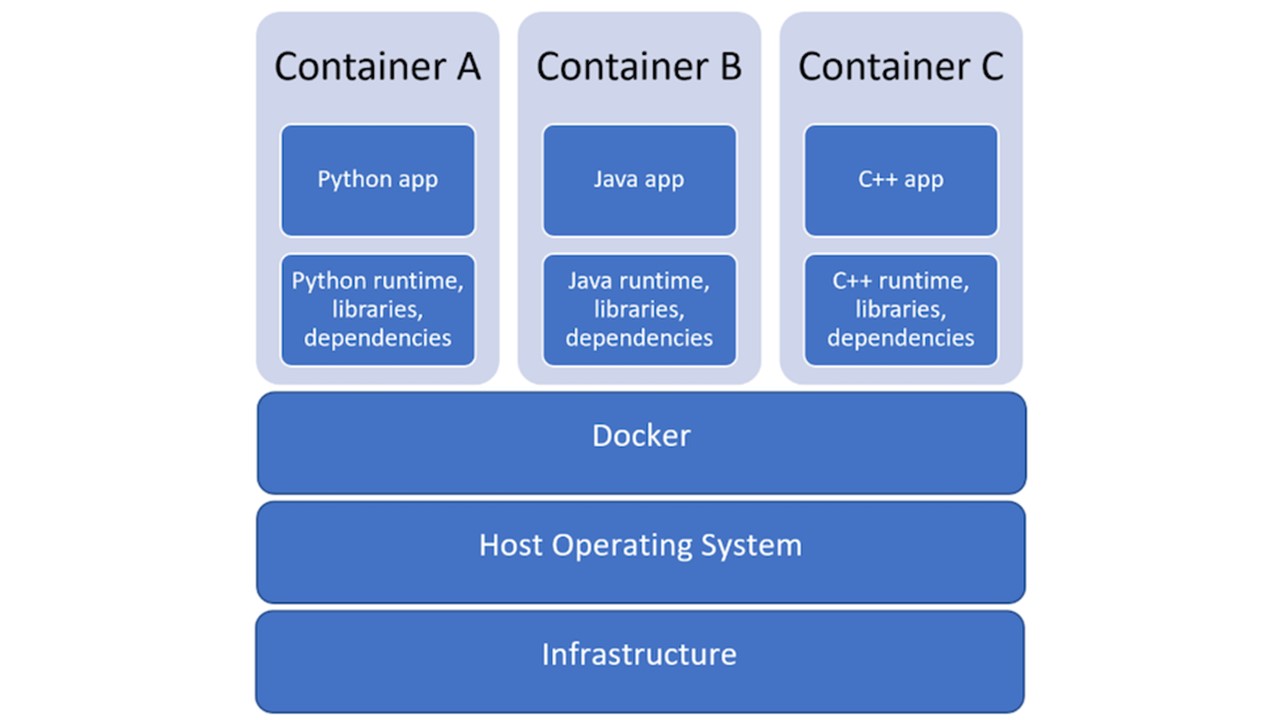 Container A
Container B
Container C
Python app
Java app
C++ app
Python runtime,
libraries,
dependencies
Java runtime,
libraries,
dependencies
C++ runtime,
libraries,
dependencies
Docker
Host Operating System
Infrastructure